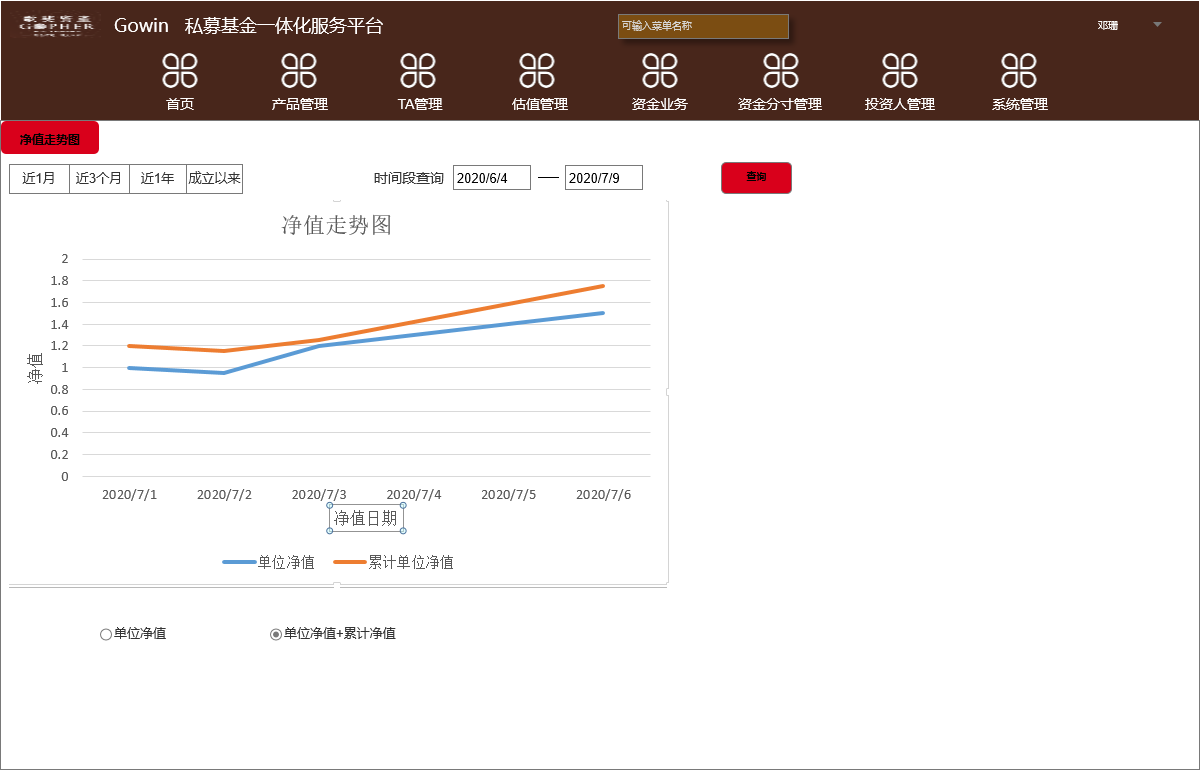 歌斐资产
GOPHER
Gowin 私募基金一体化服务平台
可输入菜单名称
邓珊
首页
产品管理
TA管理
估值管理
资金业务
资金分寸管理
投资人管理
系统管理
净值走势图
近1月
近3个月
近1年
成立以来
时间段查询 2020/6/4 — 2020/7/9
查询
净值走势图
净值
2
1.8
1.6
1.4
1.2
1
0.8
0.6
0.4
0.2
0
2020/7/1 2020/7/2 2020/7/3 2020/7/4 2020/7/5 2020/7/6
净值日期
单位净值 累计单位净值
单位净值
单位净值+累计净值